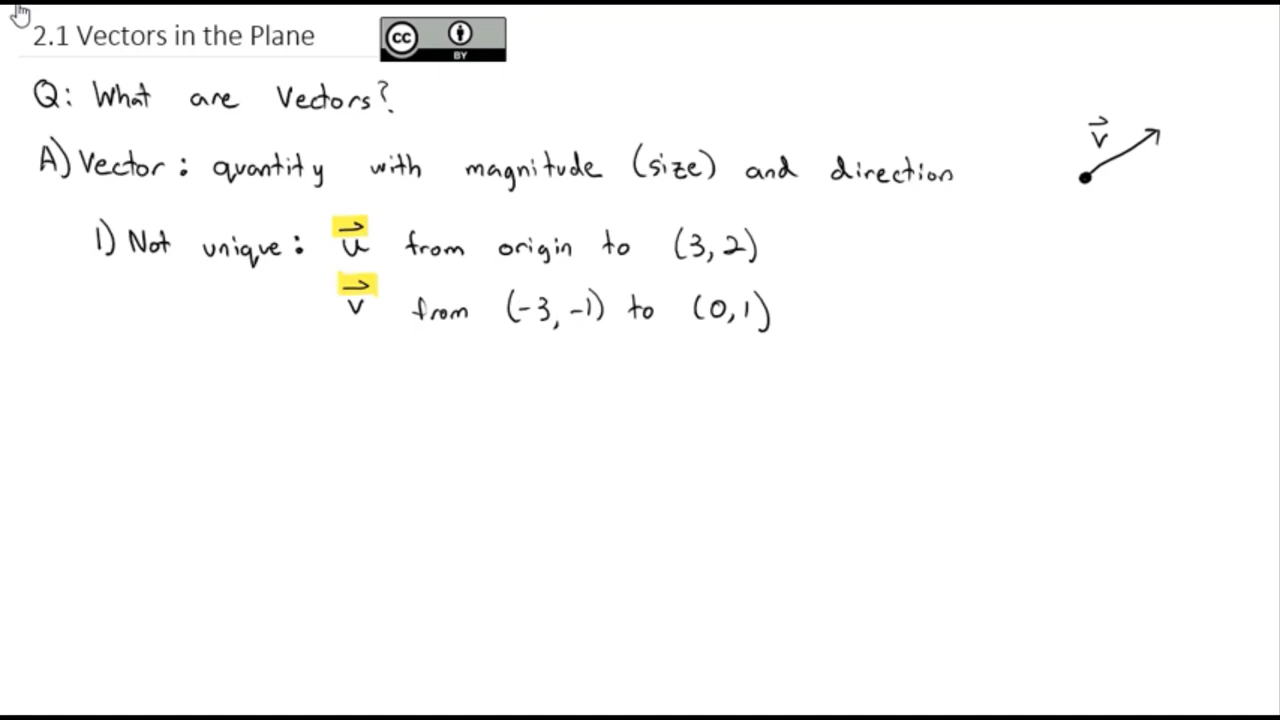 2.1 Vectors in the Plane
cc BY
Q: What are Vectors?
A) Vector: quantity with magnitude (size) and direction
v⃗
1) Not unique: u⃗ from origin to (3, 2)
v⃗ from (-3, -1) to (0, 1)